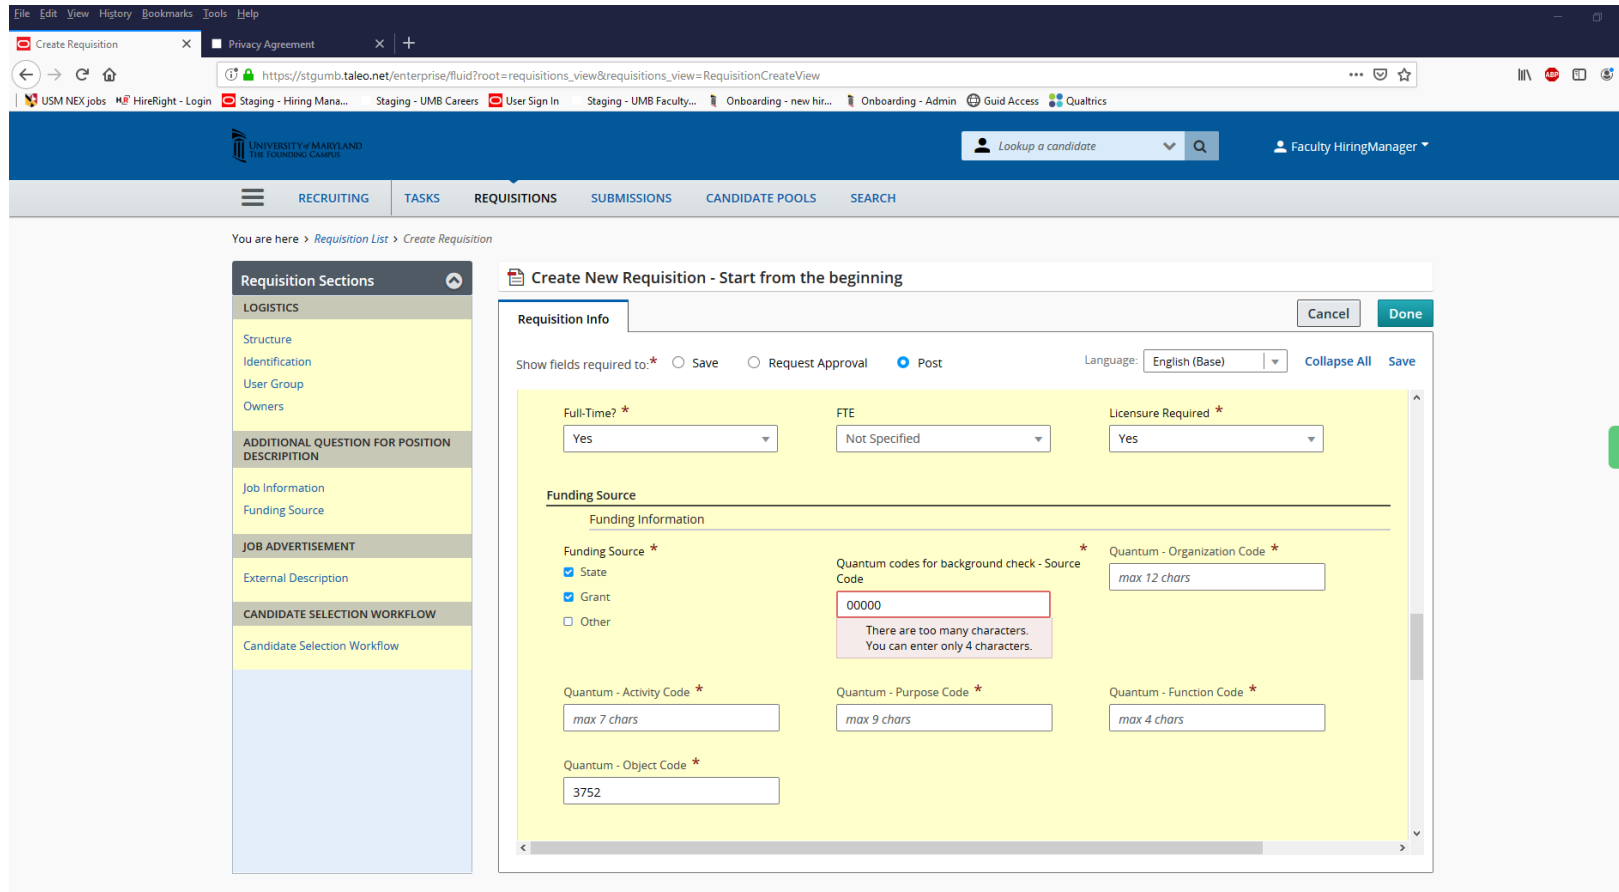 File Edit View History Bookmarks Tools Help
Create Requisition
Privacy Agreement
https://stgumb.taleo.net/enterprise/fluid?root=requisitions_view&requisitions_view=RequisitionCreateView
USM NEX jobs HireRight - Login Staging - Hiring Mana... Staging - UMB Careers User Sign In Staging - UMB Faculty... Onboarding - new hir... Onboarding - Admin Guid Access Qualtrics
ABP
UNIVERSITY of MARYLAND
THE FOUNDING CAMPUS
Lookup a candidate
Faculty HiringManager
RECRUITING TASKS REQUISITIONS SUBMISSIONS CANDIDATE POOLS SEARCH
You are here > Requisition List > Create Requisition
Requisition Sections
LOGISTICS
Structure
Identification
User Group
Owners
ADDITIONAL QUESTION FOR POSITION
DESCRIPITION
Job Information
Funding Source
JOB ADVERTISEMENT
External Description
CANDIDATE SELECTION WORKFLOW
Candidate Selection Workflow
Create New Requisition - Start from the beginning
Requisition Info
Cancel
Done
Show fields required to:* Save Request Approval Post
Language: English (Base)
Collapse All Save
Full-Time? * FTE Licensure Required *
Yes Not Specified Yes
Funding Source
Funding Information
Funding Source *
State
Grant
Other
Quantum codes for background check - Source *
Code
00000
There are too many characters.
You can enter only 4 characters.
Quantum - Organization Code *
max 12 chars
Quantum - Activity Code * Quantum - Purpose Code * Quantum - Function Code *
max 7 chars max 9 chars max 4 chars
Quantum - Object Code *
3752